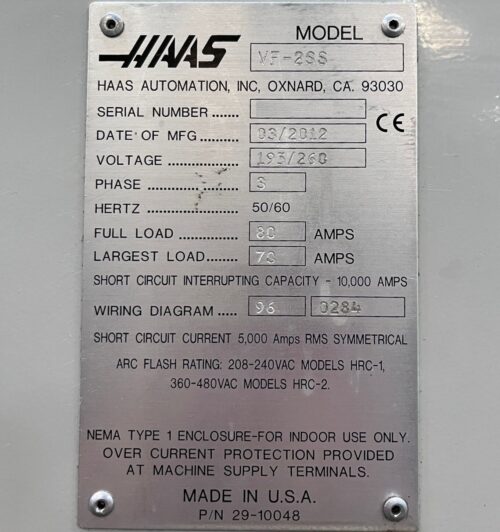 MODEL
HAAS VF-2SS
HAAS AUTOMATION, INC, OXNARD, CA. 93030
SERIAL NUMBER .......
CE
DATE OF MFG ......... 03/2012
VOLTAGE ................ 193/260
PHASE ................... 3
HERTZ .................... 50/60
FULL LOAD ............. 80 AMPS
LARGEST LOAD....... 70 AMPS
SHORT CIRCUIT INTERRUPTING CAPACITY - 10,000 AMPS
WIRING DIAGRAM ..... 96 0284
SHORT CIRCUIT CURRENT 5,000 Amps RMS SYMMETRICAL
ARC FLASH RATING: 208-240VAC MODELS HRC-1,
360-480VAC MODELS HRC-2.
NEMA TYPE 1 ENCLOSURE-FOR INDOOR USE ONLY.
OVER CURRENT PROTECTION PROVIDED
AT MACHINE SUPPLY TERMINALS.
MADE IN U.S.A.
P/N 29-10048